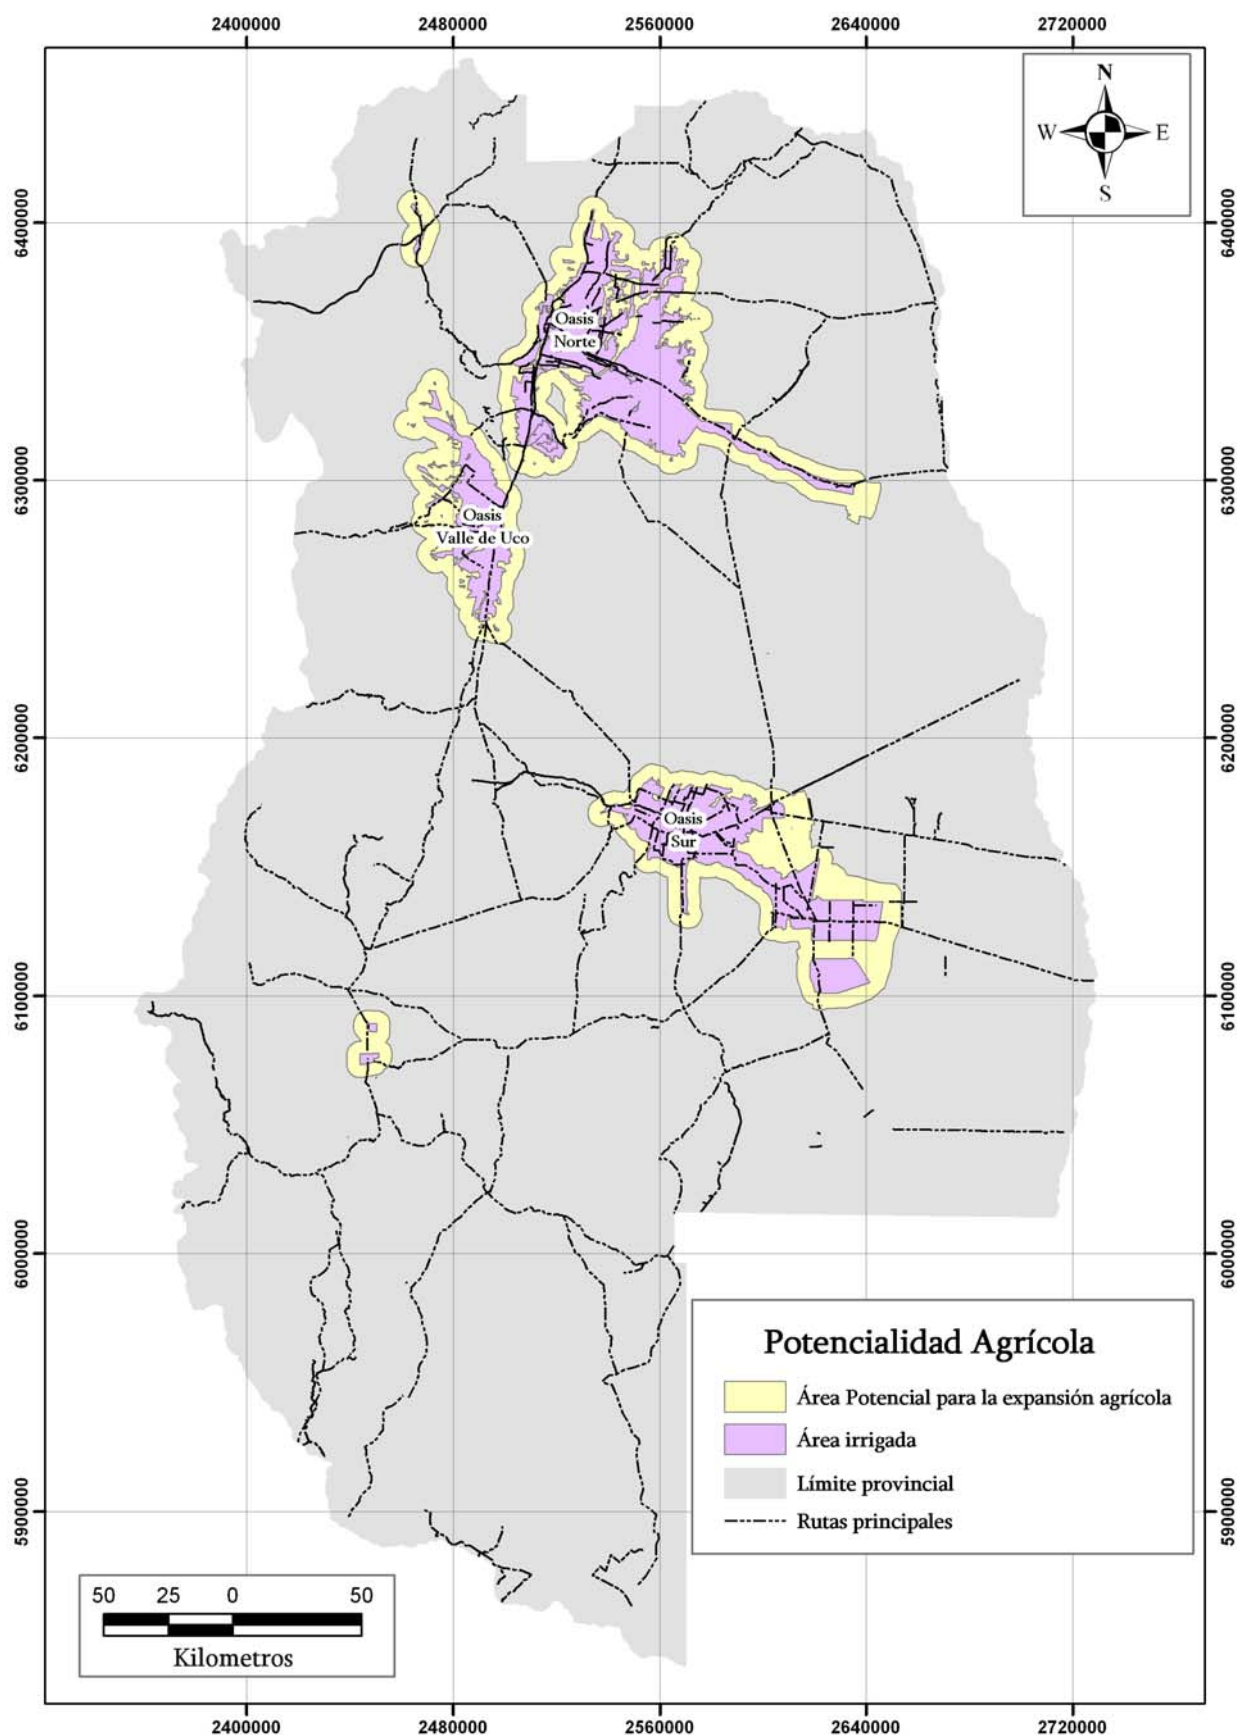 2400000 2480000 2560000 2640000 2720000
N
W E
S
6400000 6400000
Oasis
Norte
6300000 6300000
Oasis
Valle de Uco
6200000 6200000
Oasis
Sur
6100000 6100000
6000000 6000000
Potencialidad Agrícola
Área Potencial para la expansión agrícola
Área irrigada
Límite provincial
Rutas principales
5900000 5900000
50 25 0 50
Kilometros
2400000 2480000 2560000 2640000 2720000